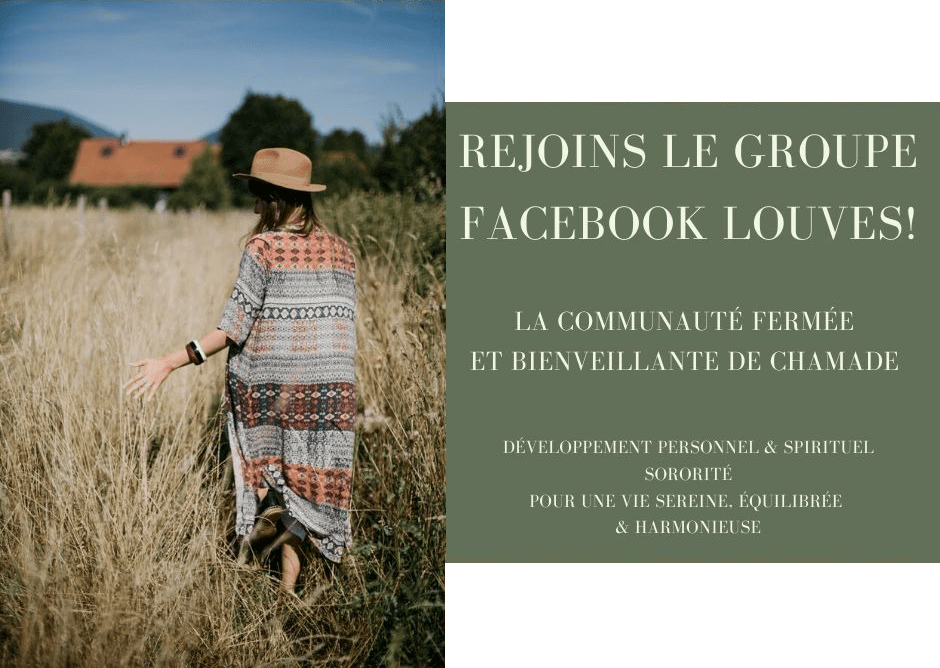 REJOINS LE GROUPE
FACEBOOK LOUVES!
LA COMMUNAUTÉ FERMÉE
ET BIENVEILLANTE DE CHAMADE
DÉVELOPPEMENT PERSONNEL & SPIRITUEL
SORORITÉ
POUR UNE VIE SEREINE, ÉQUILIBRÉE
& HARMONIEUSE